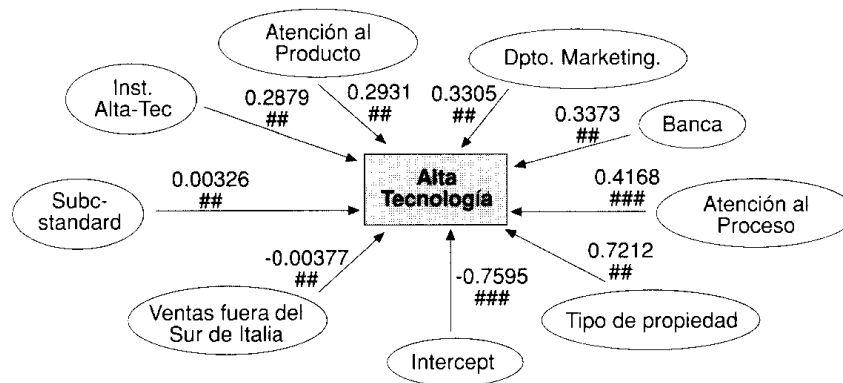 Atención al
Producto
Dpto. Marketing.
Inst.
Alta-Tec
0.2879
##
0.2931
##
0.3305
##
0.3373
##
Banca
Subc-
standard
0.00326
##
Alta
Tecnología
0.4168
###
Atención al
Proceso
-0.00377
##
-0.7595
###
0.7212
##
Ventas fuera del
Sur de Italia
Tipo de propiedad
Intercept